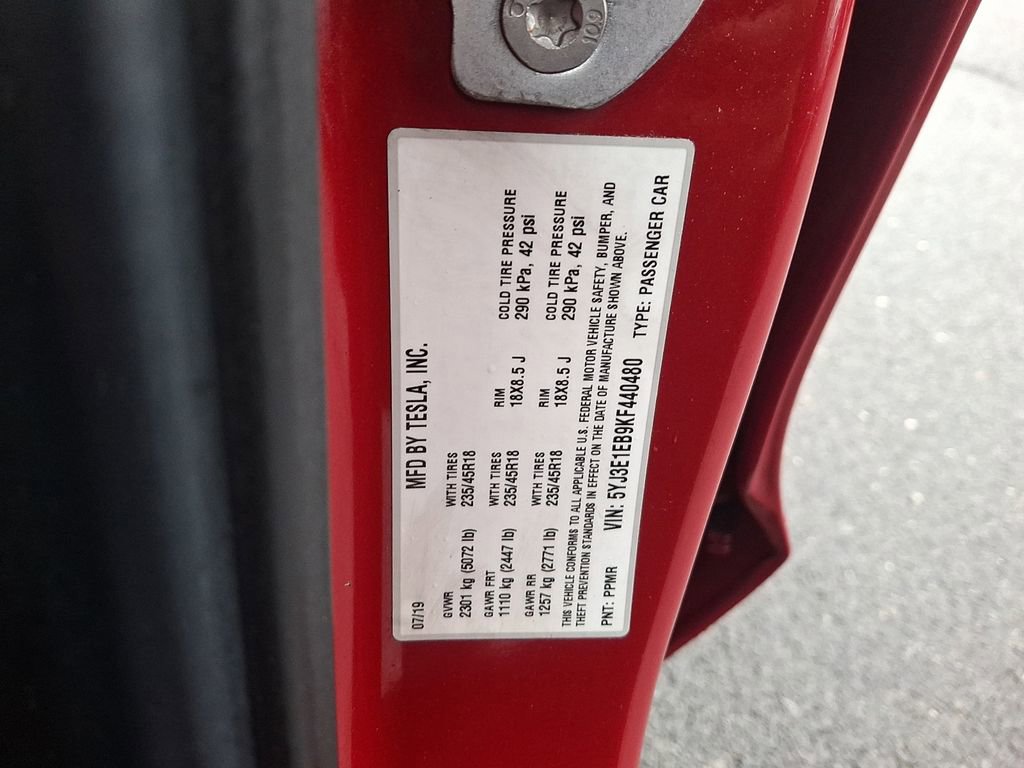 109
07/19
MFD BY TESLA, INC.
GVWR
2301 kg (5072 lb)
WITH TIRES
235/45R18
GAWR FRT
1110 kg (2447 lb)
WITH TIRES
235/45R18
RIM
18X8.5 J
COLD TIRE PRESSURE
290 kPa, 42 psi
GAWR RR
1257 kg (2771 lb)
WITH TIRES
235/45R18
RIM
18X8.5 J
COLD TIRE PRESSURE
290 kPa, 42 psi
THIS VEHICLE CONFORMS TO ALL APPLICABLE U.S. FEDERAL MOTOR VEHICLE SAFETY, BUMPER, AND
THEFT PREVENTION STANDARDS IN EFFECT ON THE DATE OF MANUFACTURE SHOWN ABOVE.
PNT: PPMR VIN: 5YJ3E1EB9KF440480 TYPE: PASSENGER CAR